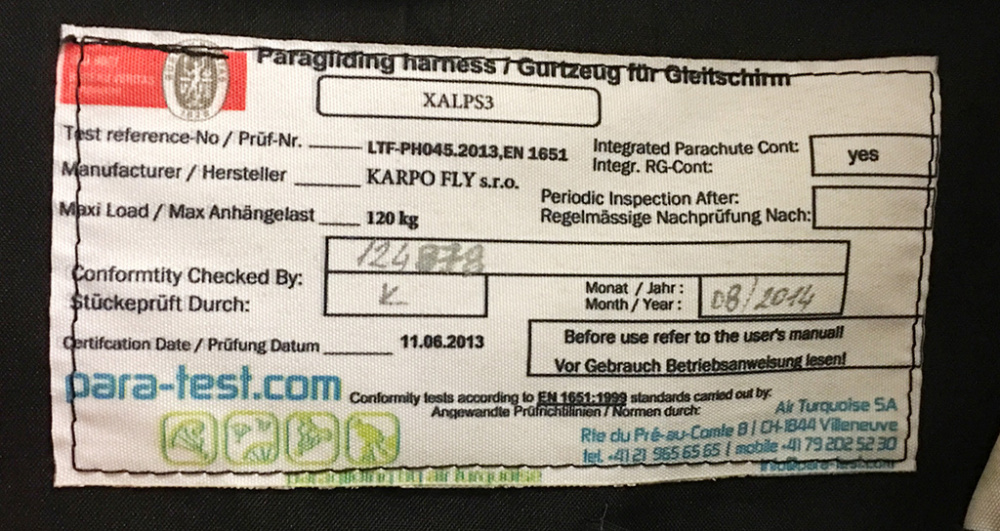 Paragliding harness / Gurtzeug für Gleitschirm
XALPS3
Test reference-No / Prüf-Nr. LTF-PH045.2013,EN 1651
Manufacturer / Hersteller KARPO FLY s.r.o.
Maxi Load / Max Anhängelast 120 kg
Integrated Parachute Cont: yes
Integr. RG-Cont:
Periodic Inspection After:
Regelmässige Nachprüfung Nach:
Conformtity Checked By:
Stückeprüft Durch:
Monat / Jahr: 08/2014
Month / Year:
Certifcation Date / Prüfung Datum 11.06.2013
Before use refer to the user's manual!
Vor Gebrauch Betriebsanweisung lesen!
para-test.com
Conformity tests according to EN 1651:1999 standards carried out by:
Angewandte Prüfrichtilinien / Normen durch:
Air Turquoise SA
Rte du Pré-au-Comte 8 / CH-1844 Villeneuve
tel. +41 21 965 65 65 / mobile +41 79 202 52 30
info@para-test.com